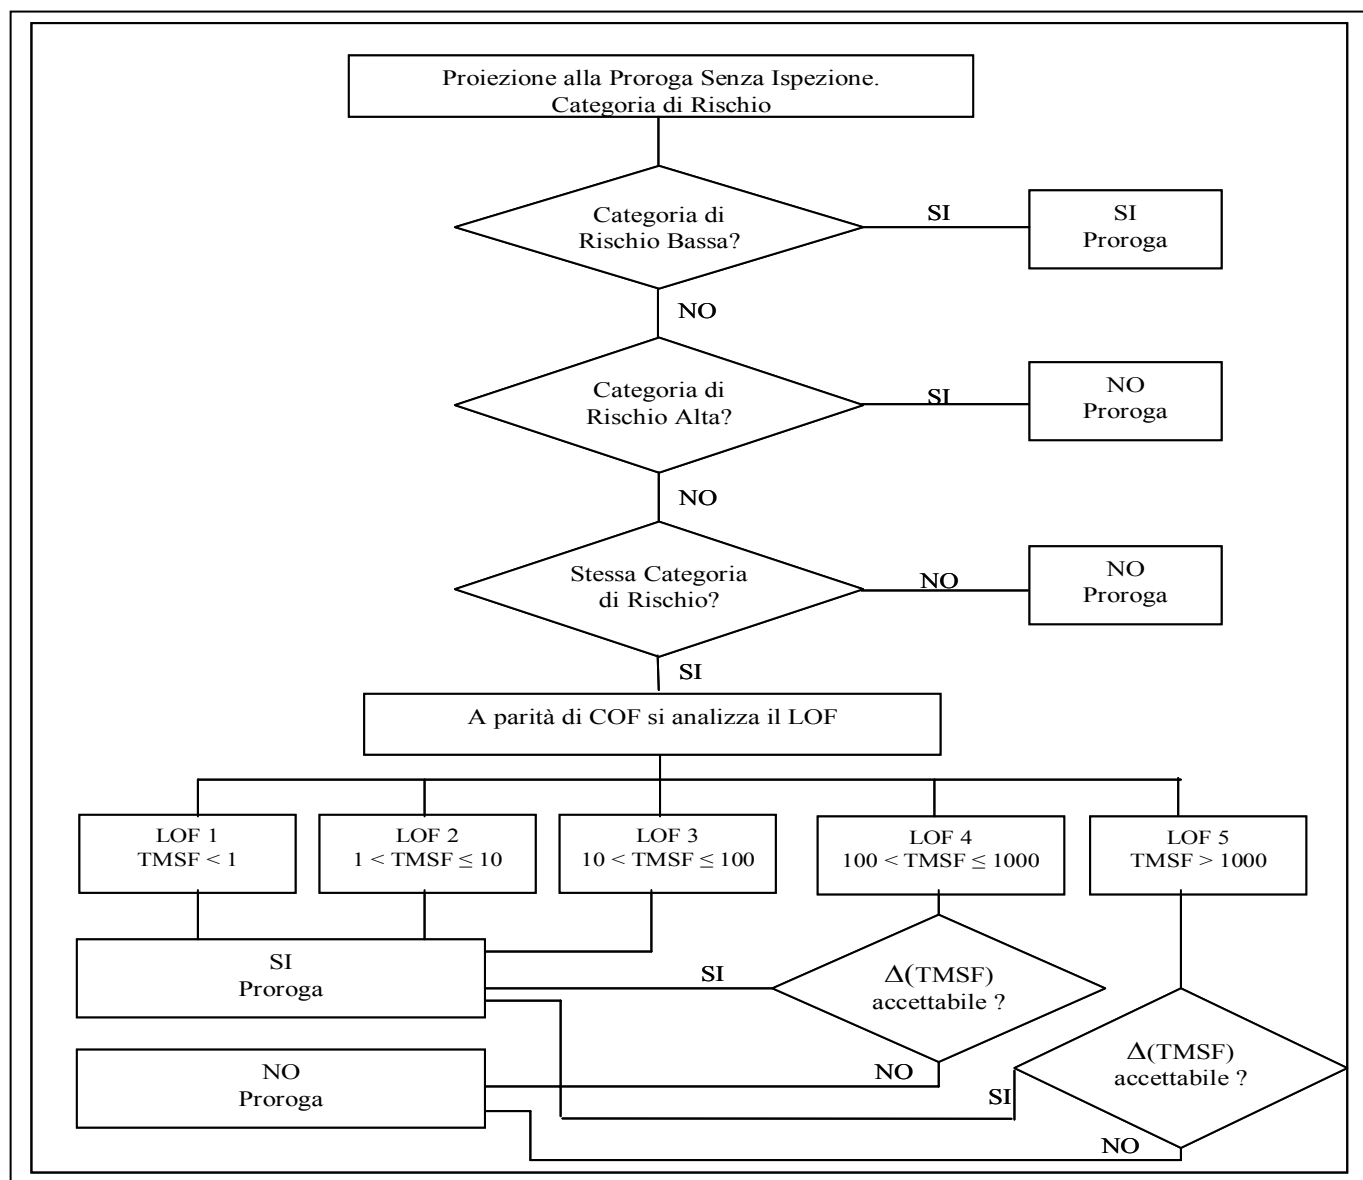 Proiezione alla Proroga Senza Ispezione.
Categoria di Rischio
Categoria di
Rischio Bassa?
SI
SI
Proroga
NO
Categoria di
Rischio Alta?
SI
NO
Proroga
NO
Stessa Categoria
di Rischio?
NO
NO
Proroga
SI
A parità di COF si analizza il LOF
LOF 1
TMSF < 1
LOF 2
1 < TMSF ≤ 10
LOF 3
10 < TMSF ≤ 100
LOF 4
100 < TMSF ≤ 1000
LOF 5
TMSF > 1000
SI
Proroga
SI
Δ(TMSF)
accettabile ?
NO
Proroga
NO
Δ(TMSF)
accettabile ?
SI
NO